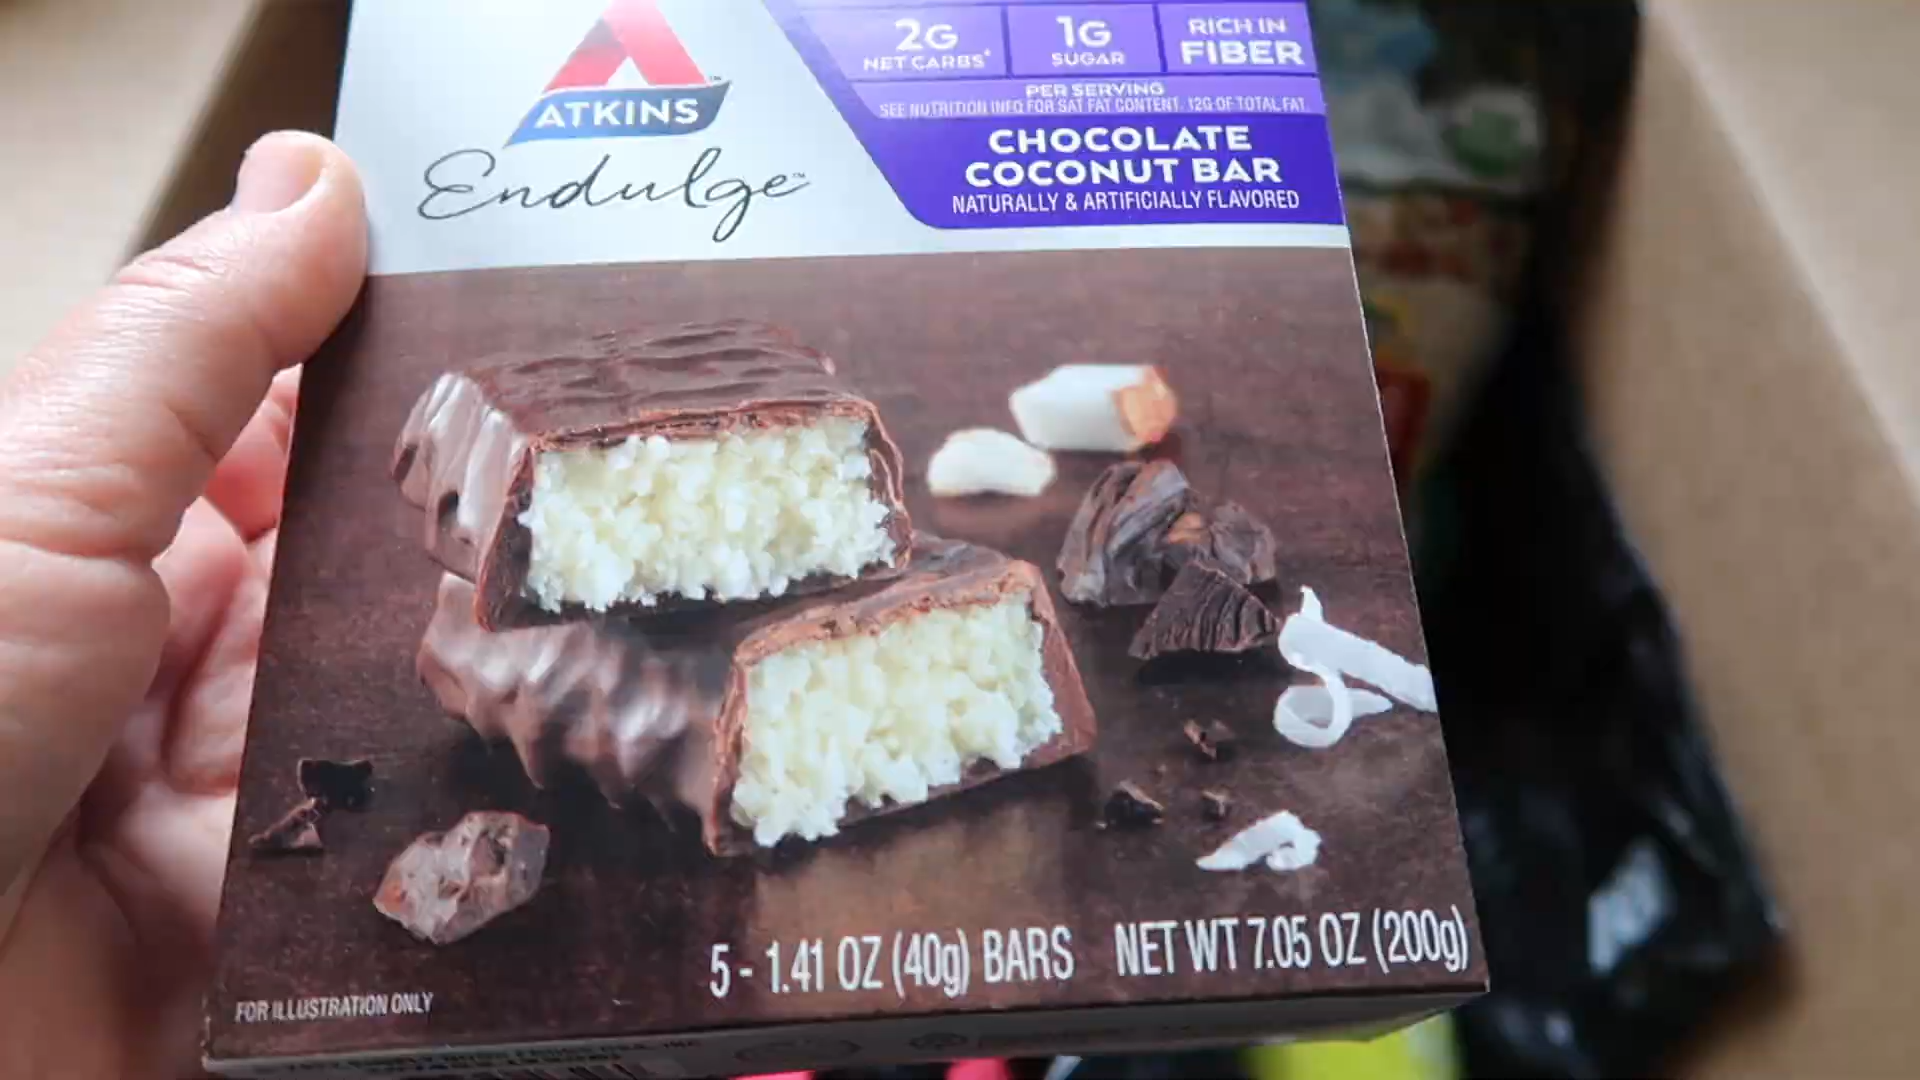 ATKINS
Endulge™
2G
NET CARBS*
1G
SUGAR
RICH IN
FIBER
PER SERVING
SEE NUTRITION INFO FOR SAT FAT CONTENT. 12G OF TOTAL FAT.
CHOCOLATE
COCONUT BAR
NATURALLY & ARTIFICIALLY FLAVORED
5 - 1.41 OZ (40g) BARS NET WT 7.05 OZ (200g)
FOR ILLUSTRATION ONLY